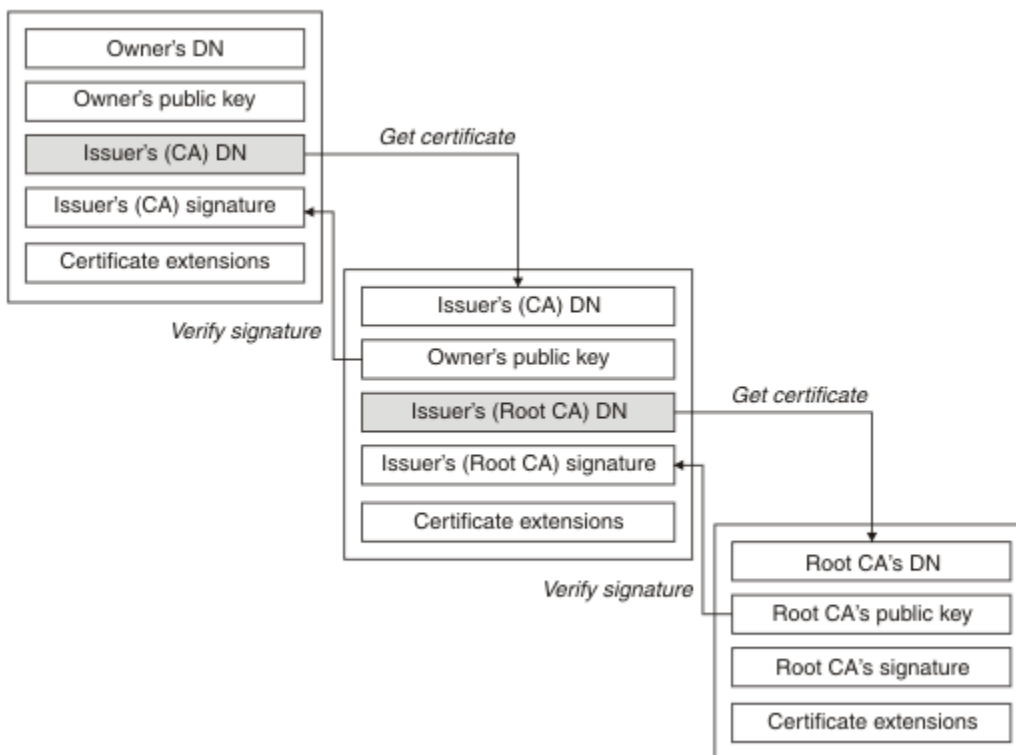 Owner's DN
Owner's public key
Issuer's (CA) DN
Get certificate
Issuer's (CA) signature
Certificate extensions
Verify signature
Issuer's (CA) DN
Owner's public key
Issuer's (Root CA) DN
Get certificate
Issuer's (Root CA) signature
Certificate extensions
Verify signature
Root CA's DN
Root CA's public key
Root CA's signature
Certificate extensions